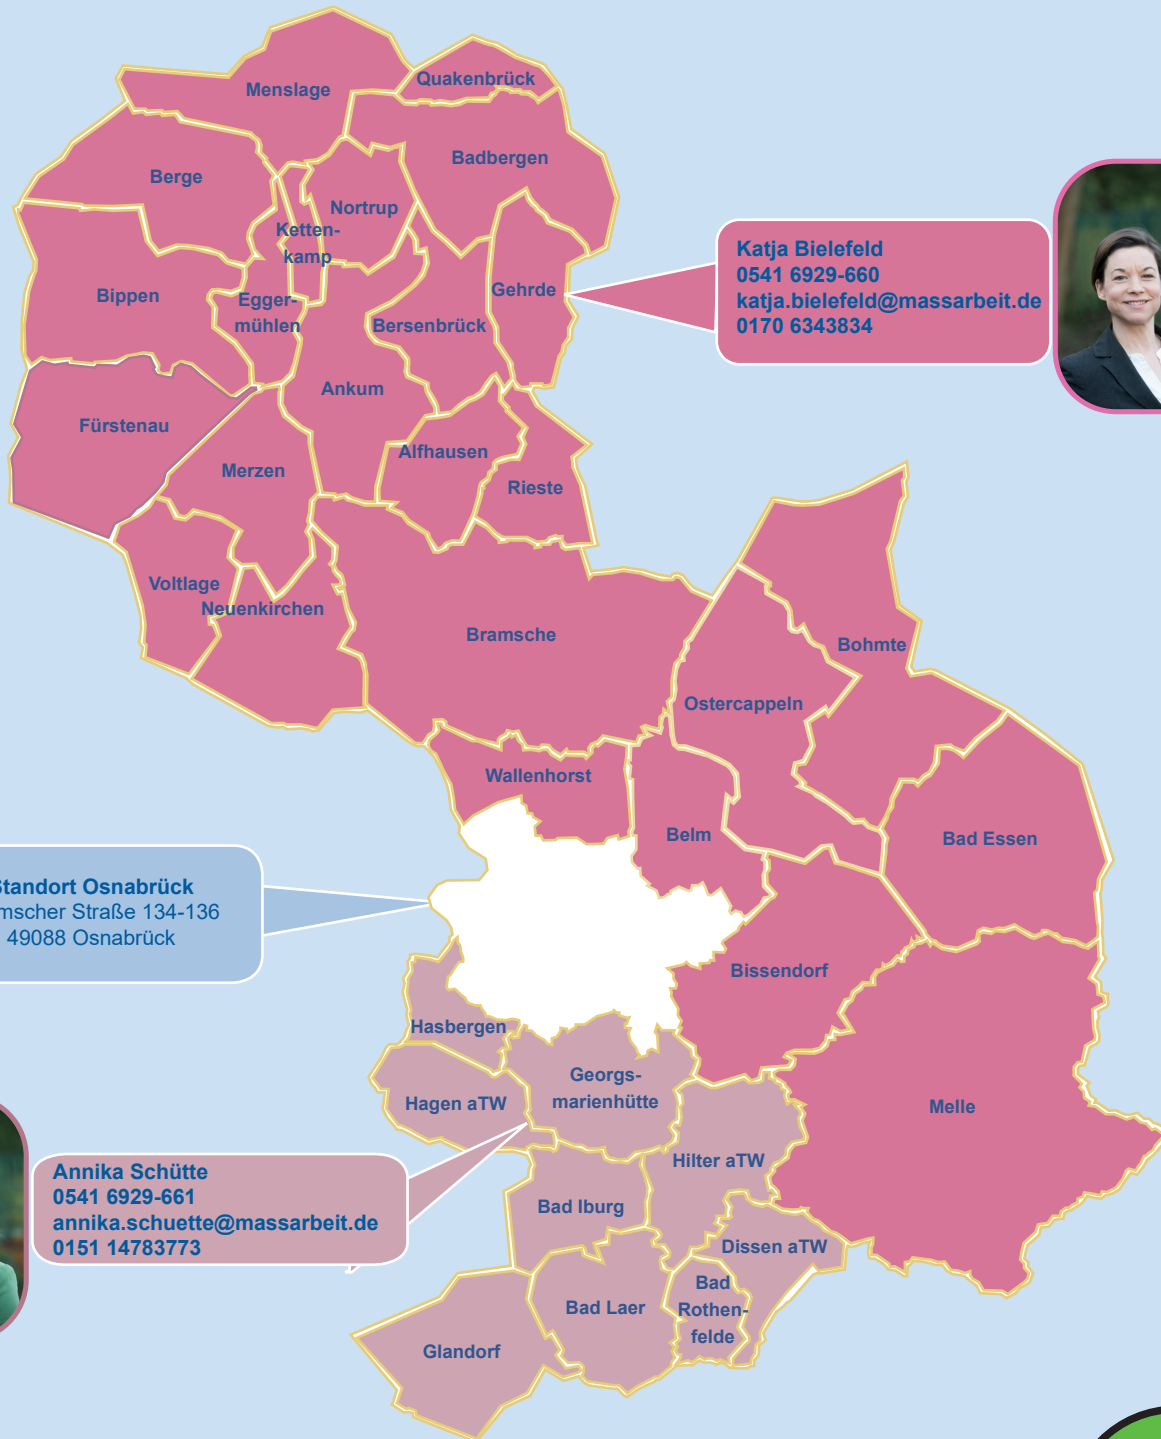 Menslage
Quakenbrück
Badbergen
Berge
Nortrup
Ketten-
kamp
Bippen
Egger-
mühlen
Bersenbrück
Gehrde
Katja Bielefeld
0541 6929-660
katja.bielefeld@massarbeit.de
0170 6343834
Ankum
Fürstenau
Merzen
Alfhausen
Rieste
Voltlage
Neuenkirchen
Bramsche
Bohmte
Ostercappeln
Wallenhorst
Belm
Bad Essen
Standort Osnabrück
mscher Straße 134-136
49088 Osnabrück
Bissendorf
Hasbergen
Georgs-
marienhütte
Hagen aTW
Melle
Hilter aTW
Annika Schütte
0541 6929-661
annika.schuette@massarbeit.de
0151 14783773
Bad Iburg
Dissen aTW
Bad
Rothen-
felde
Bad Laer
Glandorf